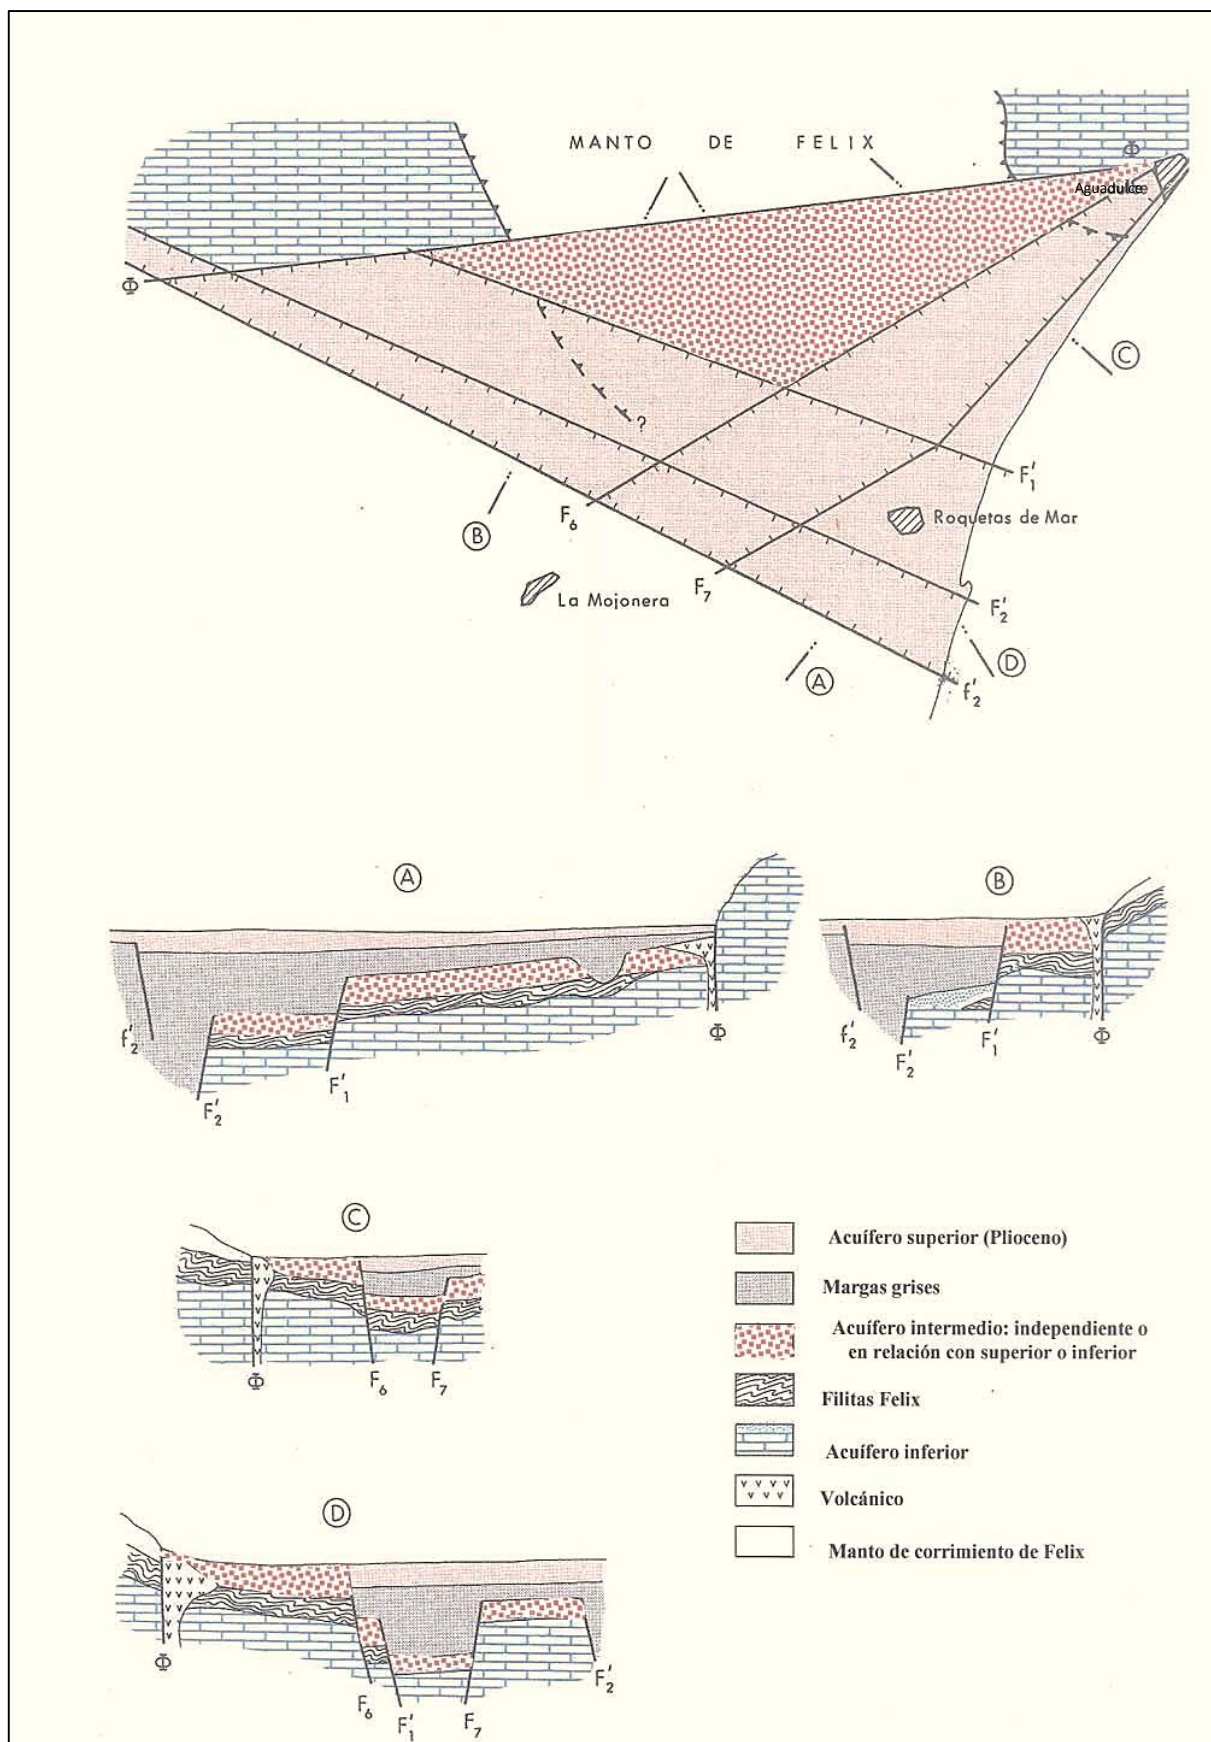 MANTO DE FELIX
Φ
Aguadulce
Φ
C
F'1
?
Roquetas de Mar
B
F6
F7
La Mojonera
F'2
D
A
f'2
A
B
f'2
F'2
F'1
Φ
f'2
F'2
F'1
Φ
C
Φ
F6
F7
D
Φ
F6
F'1
F7
F'2
Acuífero superior (Plioceno)
Margas grises
Acuífero intermedio: independiente o
en relación con superior o inferior
Filitas Felix
Acuífero inferior
Volcánico
Manto de corrimiento de Felix